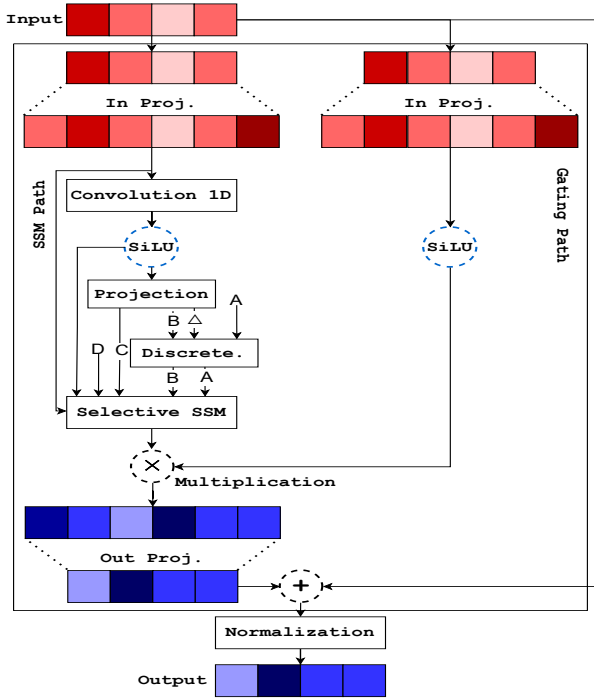 Input
In Proj.
In Proj.
SSM Path
Gating Path
Convolution 1D
SiLU
SiLU
Projection
A
B △
D
C
Discrete.
B A
Selective SSM
×
Multiplication
Out Proj.
+
Normalization
Output